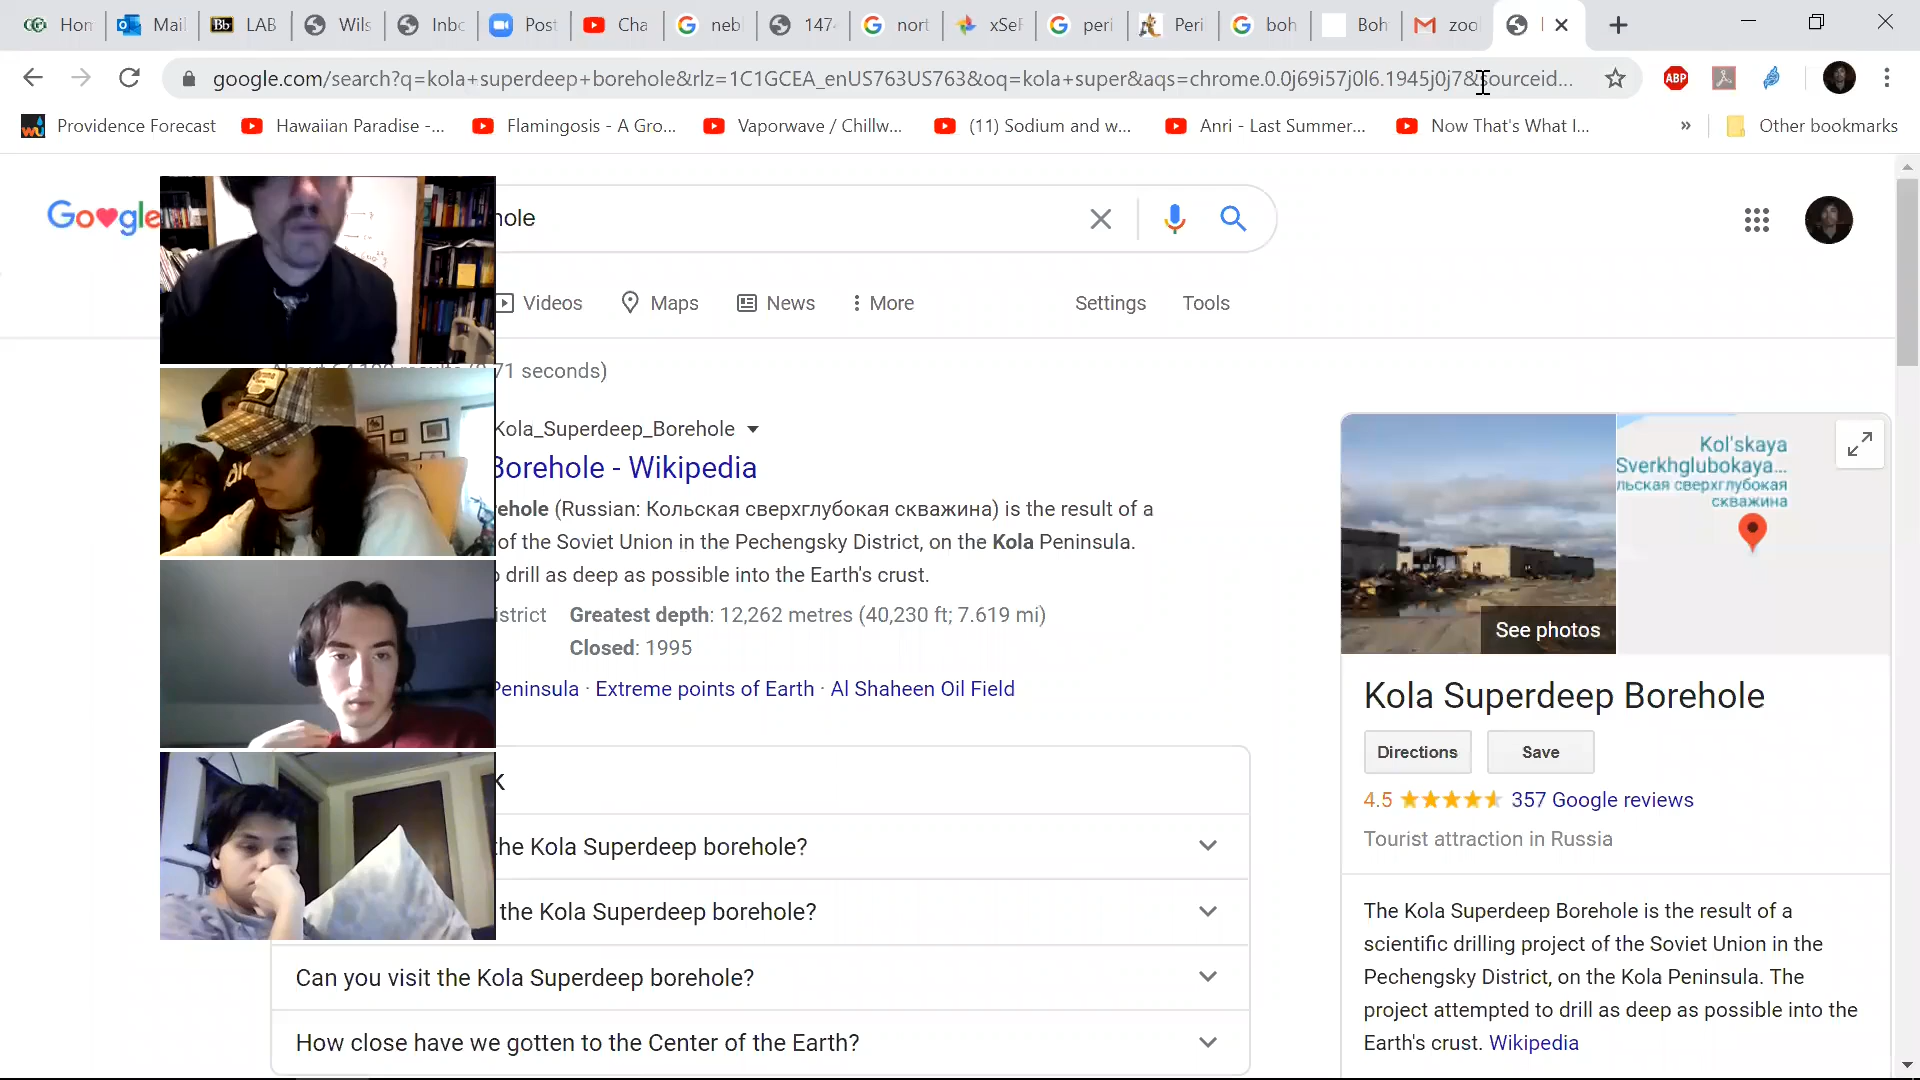 Hon Mail Bb LAB Wils Inbc Post Cha neb 147 nort xSeF peri Peri boh Boh zool
google.com/search?q=kola+superdeep+borehole&rlz=1C1GCEA_enUS763US763&oq=kola+super&aqs=chrome.0.0j69i57j0l6.1945j0j7&sourceid... ABP
Providence Forecast Hawaiian Paradise -... Flamingosis - A Gro... Vaporwave / Chillw... (11) Sodium and w... Anri - Last Summer... Now That's What I... » Other bookmarks
Go❤gle hole
Videos Maps News More Settings Tools
71 seconds)
Kola_Superdeep_Borehole
Borehole - Wikipedia
ehole (Russian: Кольская сверхглубокая скважина) is the result of a
of the Soviet Union in the Pechengsky District, on the Kola Peninsula.
drill as deep as possible into the Earth's crust.
istrict Greatest depth: 12,262 metres (40,230 ft; 7.619 mi)
Closed: 1995
Peninsula · Extreme points of Earth · Al Shaheen Oil Field
k
the Kola Superdeep borehole?
the Kola Superdeep borehole?
Can you visit the Kola Superdeep borehole?
How close have we gotten to the Center of the Earth?
Kol'skaya
Sverkhglubokaya...
льская сверхглубокая
скважина
See photos
Kola Superdeep Borehole
Directions Save
4.5 357 Google reviews
Tourist attraction in Russia
The Kola Superdeep Borehole is the result of a
scientific drilling project of the Soviet Union in the
Pechengsky District, on the Kola Peninsula. The
project attempted to drill as deep as possible into the
Earth's crust. Wikipedia